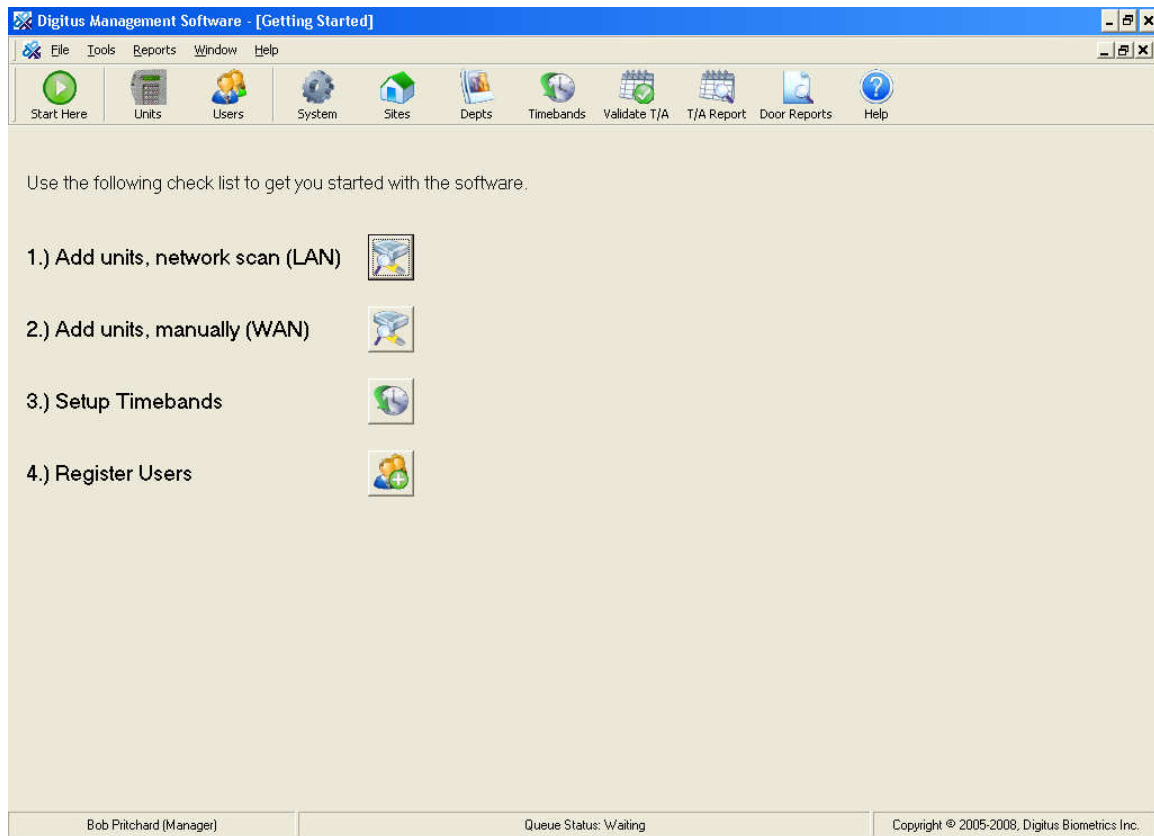 Digitus Management Software - [Getting Started]
File Tools Reports Window Help
Start Here Units Users System Sites Depts Timebands Validate T/A T/A Report Door Reports Help
Use the following check list to get you started with the software.
1.) Add units, network scan (LAN)
2.) Add units, manually (WAN)
3.) Setup Timebands
4.) Register Users
Bob Pritchard (Manager) Queue Status: Waiting Copyright © 2005-2008, Digitus Biometrics Inc.